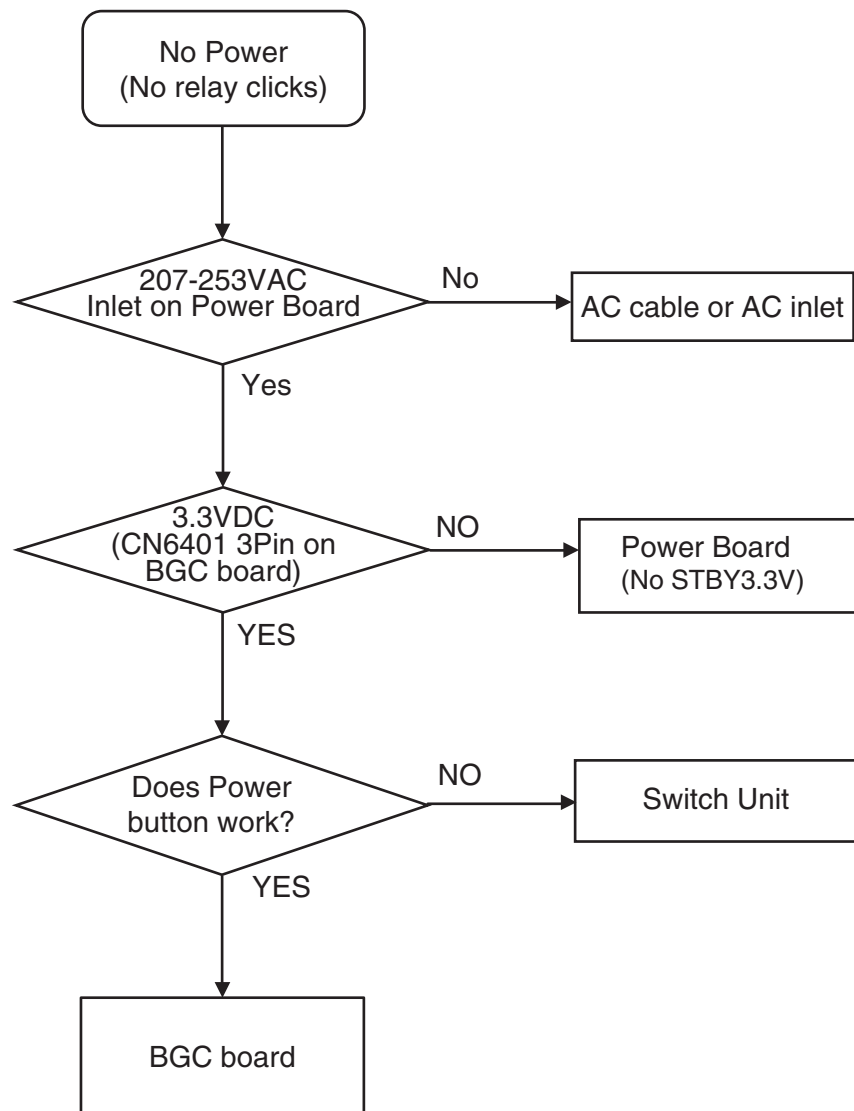 No Power
(No relay clicks)
207-253VAC
Inlet on Power Board
No
AC cable or AC inlet
Yes
3.3VDC
(CN6401 3Pin on
BGC board)
NO
Power Board
(No STBY3.3V)
YES
Does Power
button work?
NO
Switch Unit
YES
BGC board